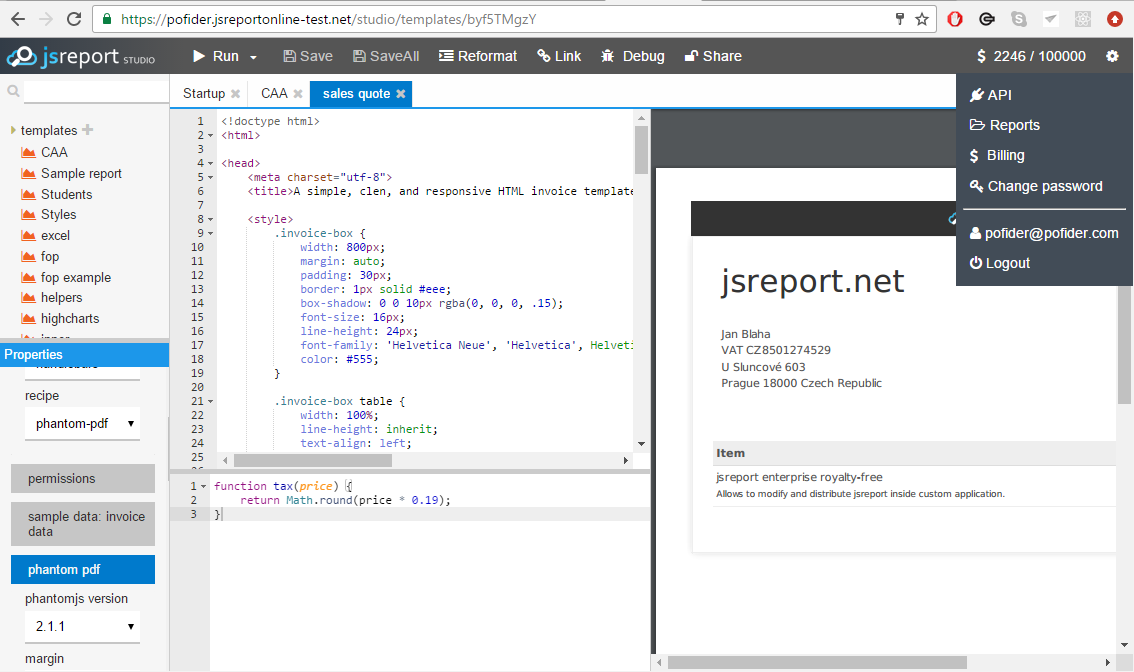 https://pofider.jsreportonline-test.net/studio/templates/byf5TMgzY
jsreport STUDIO
Run
Save
SaveAll
Reformat
Link
Debug
Share
$ 2246 / 100000
API
Reports
$ Billing
Change password
pofider@pofider.com
Logout
Startup
CAA
sales quote
templates
CAA
Sample report
Students
Styles
excel
fop
fop example
helpers
highcharts
Properties
recipe
phantom-pdf
permissions
sample data: invoice
data
phantom pdf
phantomjs version
2.1.1
margin
1 <!doctype html>
2 <html>
3
4 <head>
5 <meta charset="utf-8">
6 <title>A simple, clen, and responsive HTML invoice template
7
8 <style>
9 .invoice-box {
10 width: 800px;
11 margin: auto;
12 padding: 30px;
13 border: 1px solid #eee;
14 box-shadow: 0 0 10px rgba(0, 0, 0, .15);
15 font-size: 16px;
16 line-height: 24px;
17 font-family: 'Helvetica Neue', 'Helvetica', Helveti
18 color: #555;
19 }
20
21 .invoice-box table {
22 width: 100%;
23 line-height: inherit;
24 text-align: left;
25
1 function tax(price) {
2 return Math.round(price * 0.19);
3 }
jsreport.net
Jan Blaha
VAT CZ8501274529
U Sluncové 603
Prague 18000 Czech Republic
Item
jsreport enterprise royalty-free
Allows to modify and distribute jsreport inside custom application.